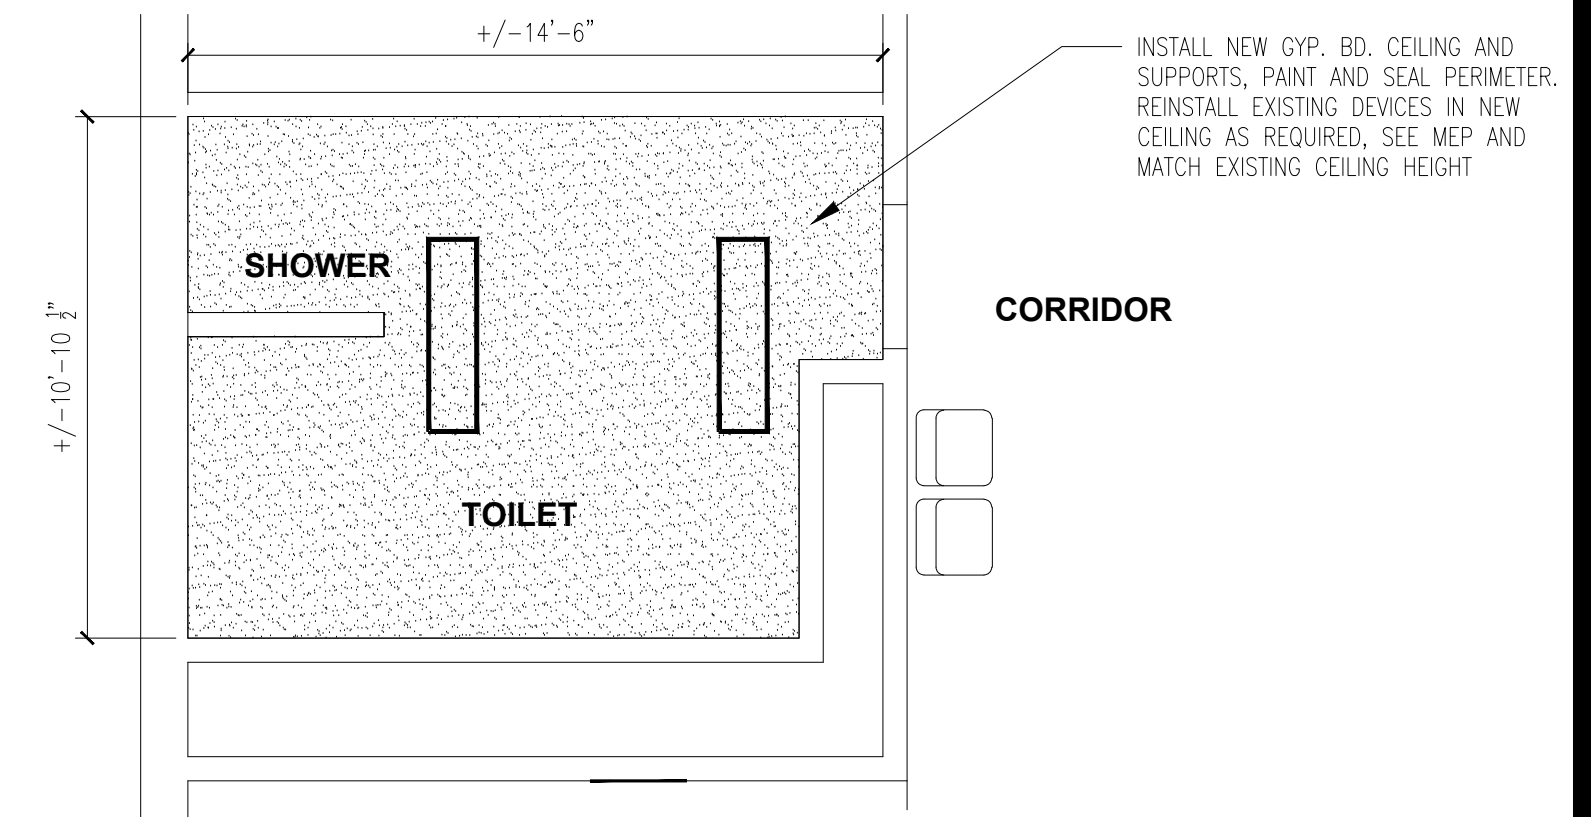 +/-14'-6"
INSTALL NEW GYP. BD. CEILING AND
SUPPORTS, PAINT AND SEAL PERIMETER.
REINSTALL EXISTING DEVICES IN NEW
CEILING AS REQUIRED, SEE MEP AND
MATCH EXISTING CEILING HEIGHT
SHOWER
CORRIDOR
+/-10'-10 1/2"
TOILET